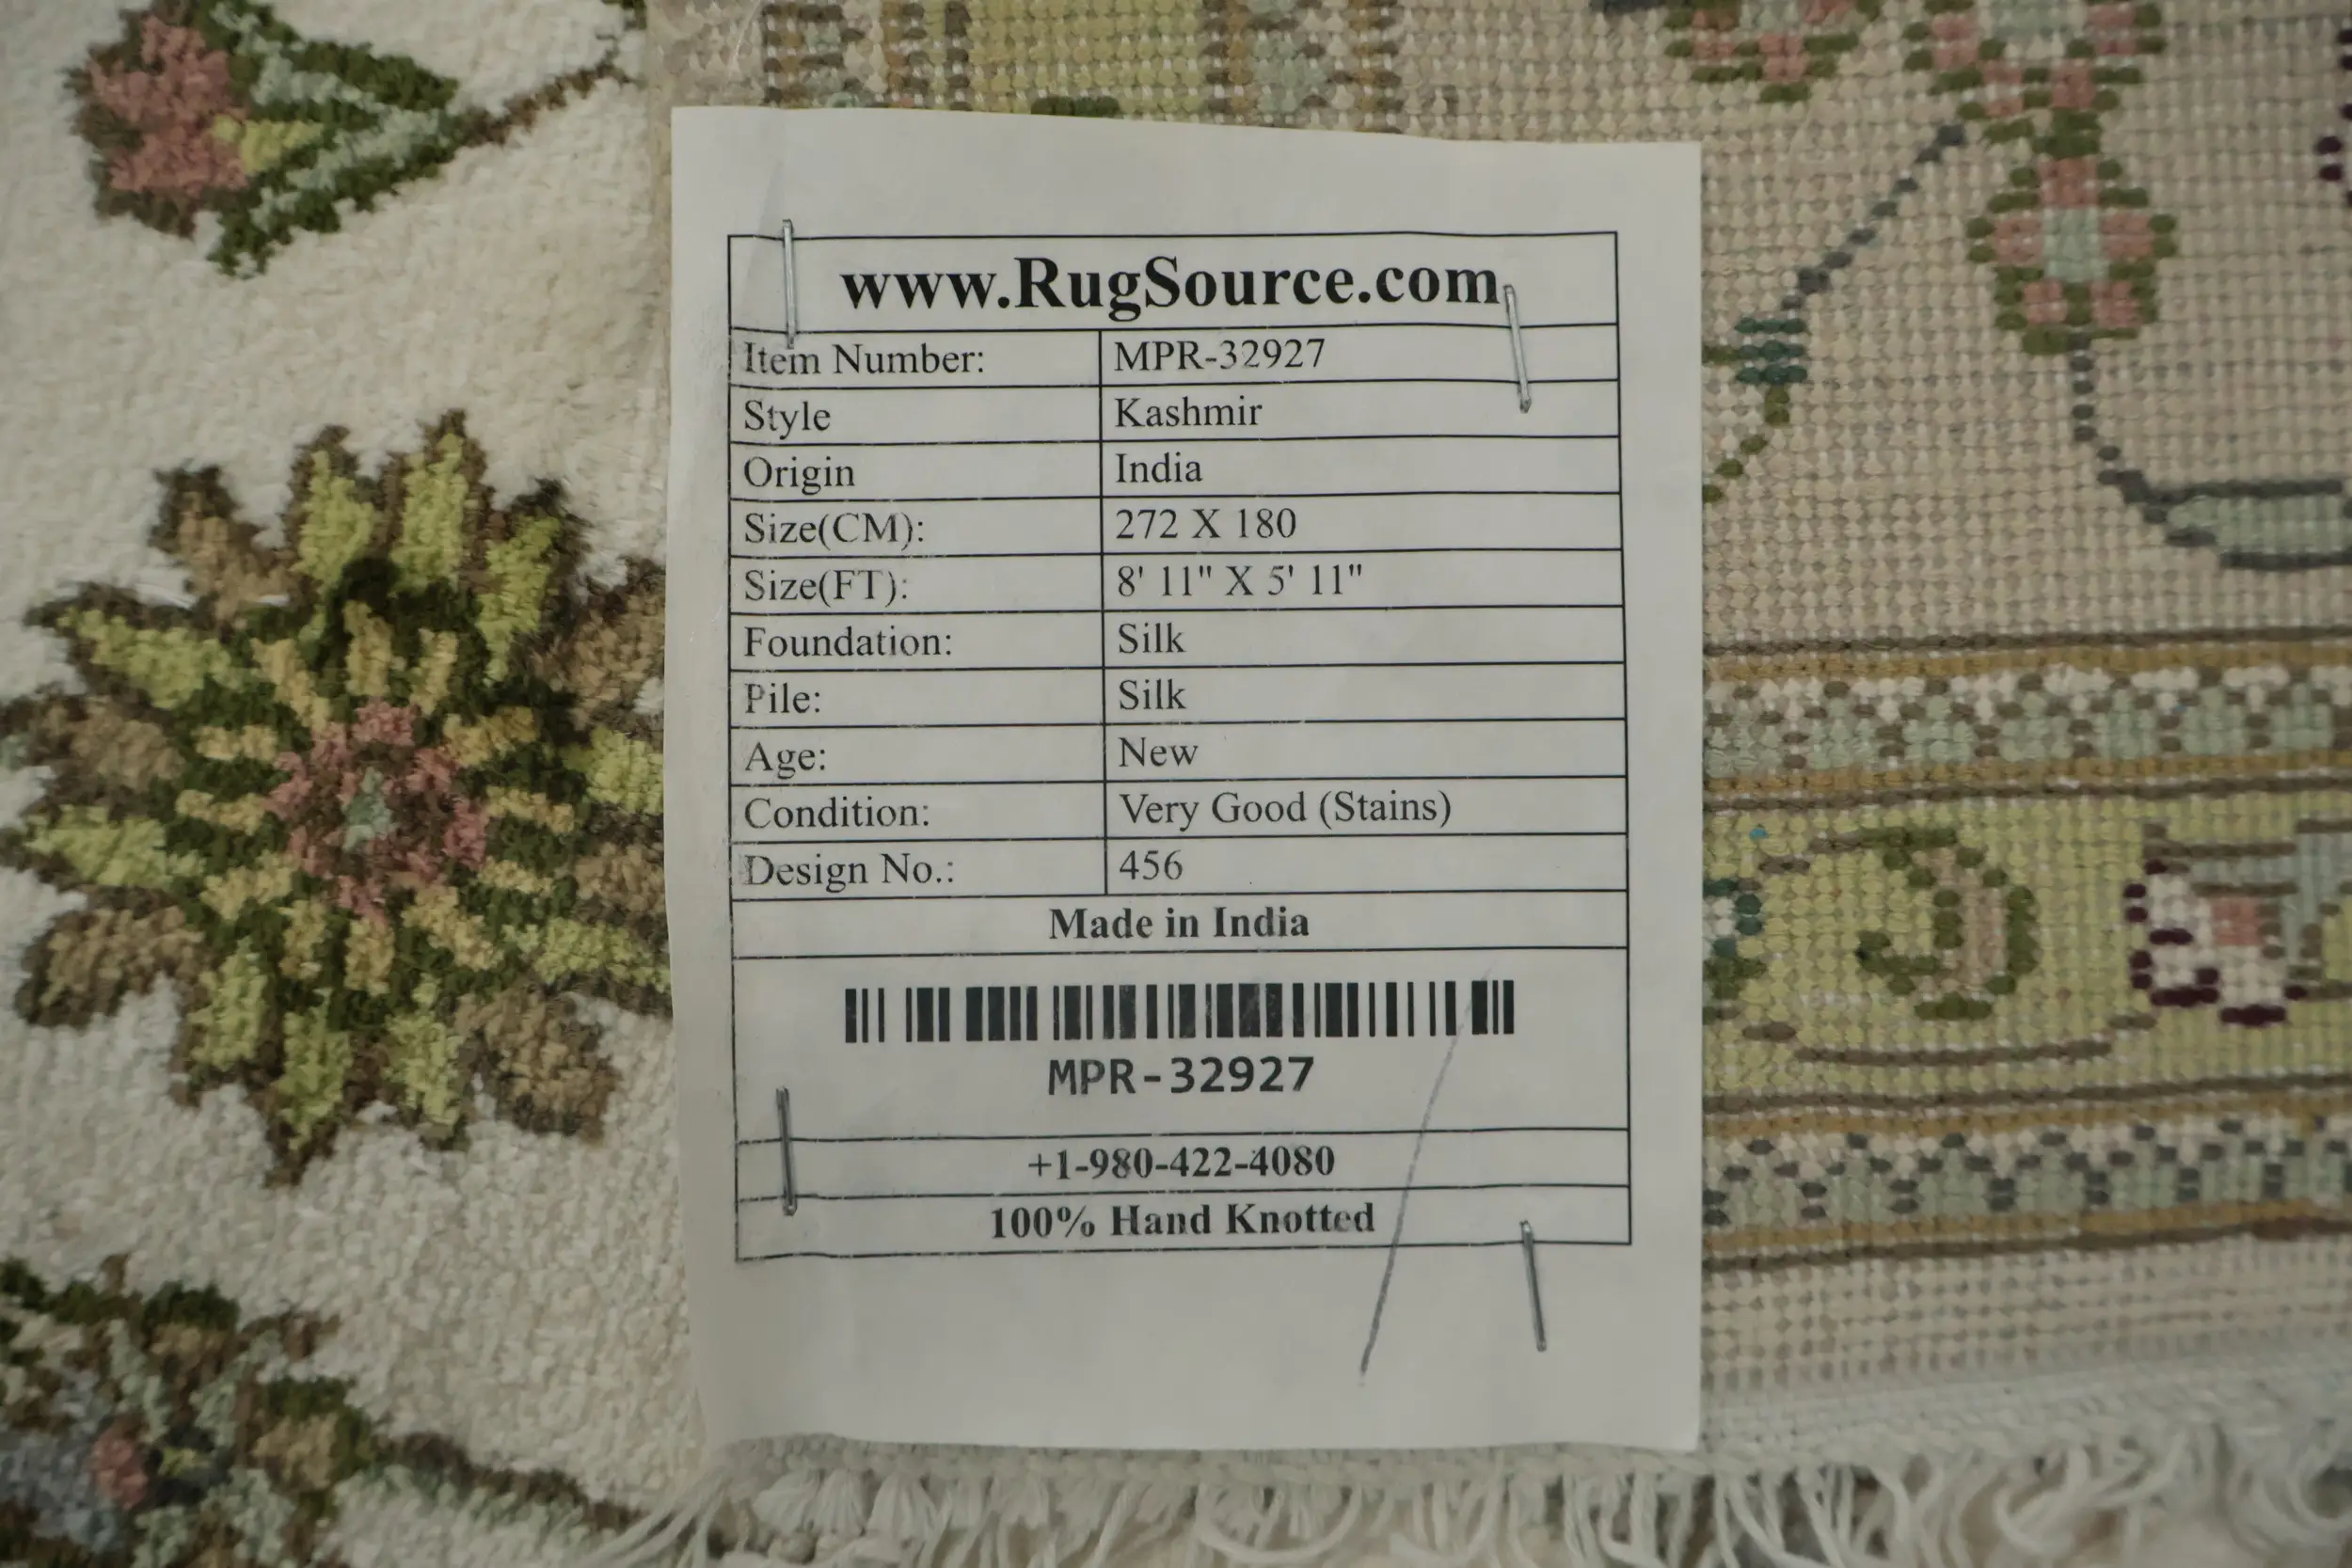 www.RugSource.com
Item Number: MPR-32927
Style Kashmir
Origin India
Size(CM): 272 X 180
Size(FT): 8' 11" X 5' 11"
Foundation: Silk
Pile: Silk
Age: New
Condition: Very Good (Stains)
Design No.: 456
Made in India
MPR-32927
+1-980-422-4080
100% Hand Knotted